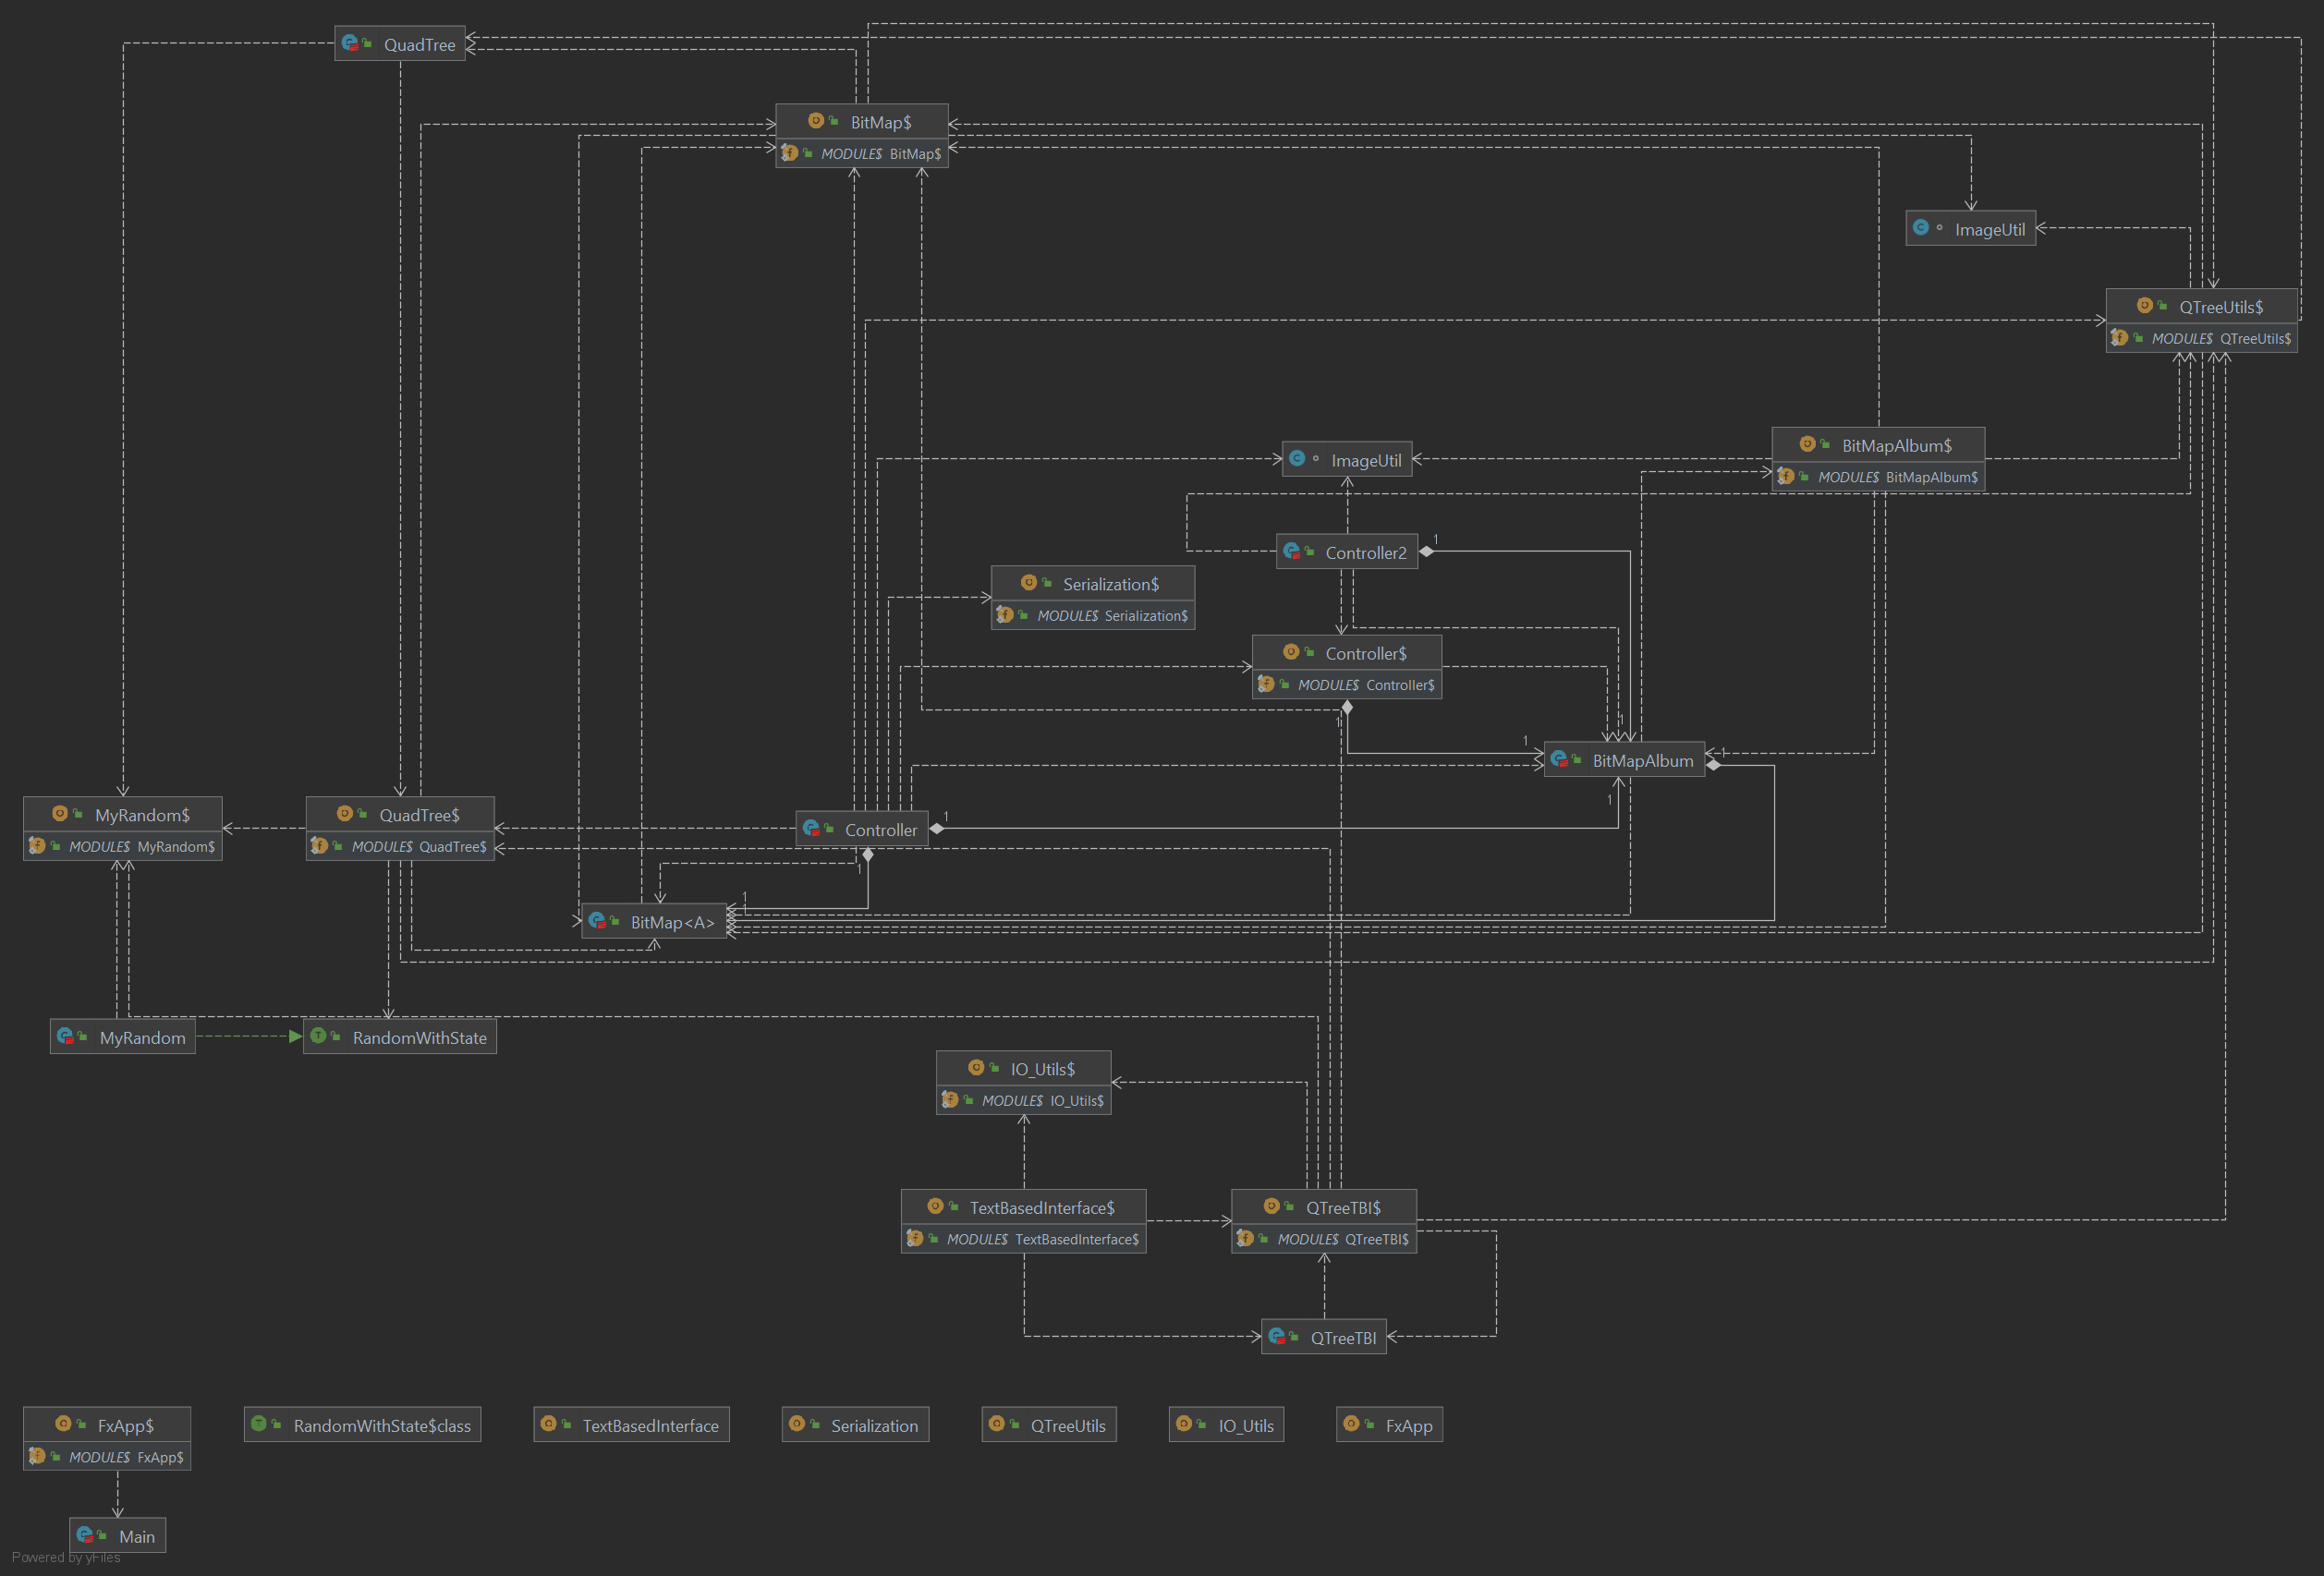 QuadTree
BitMap$
MODULE$ BitMap$
ImageUtil
QTreeUtils$
MODULE$ QTreeUtils$
BitMapAlbum$
MODULE$ BitMapAlbum$
ImageUtil
Controller2
1
Serialization$
MODULE$ Serialization$
Controller$
MODULE$ Controller$
1
1
1
BitMapAlbum
1
1
MyRandom$
MODULE$ MyRandom$
QuadTree$
MODULE$ QuadTree$
Controller
1
1
1
1
BitMap<A>
MyRandom
RandomWithState
IO_Utils$
MODULE$ IO_Utils$
TextBasedInterface$
MODULE$ TextBasedInterface$
QTreeTBI$
MODULE$ QTreeTBI$
QTreeTBI
FxApp$
MODULE$ FxApp$
RandomWithState$class
TextBasedInterface
Serialization
QTreeUtils
IO_Utils
FxApp
Main
Powered by yFiles